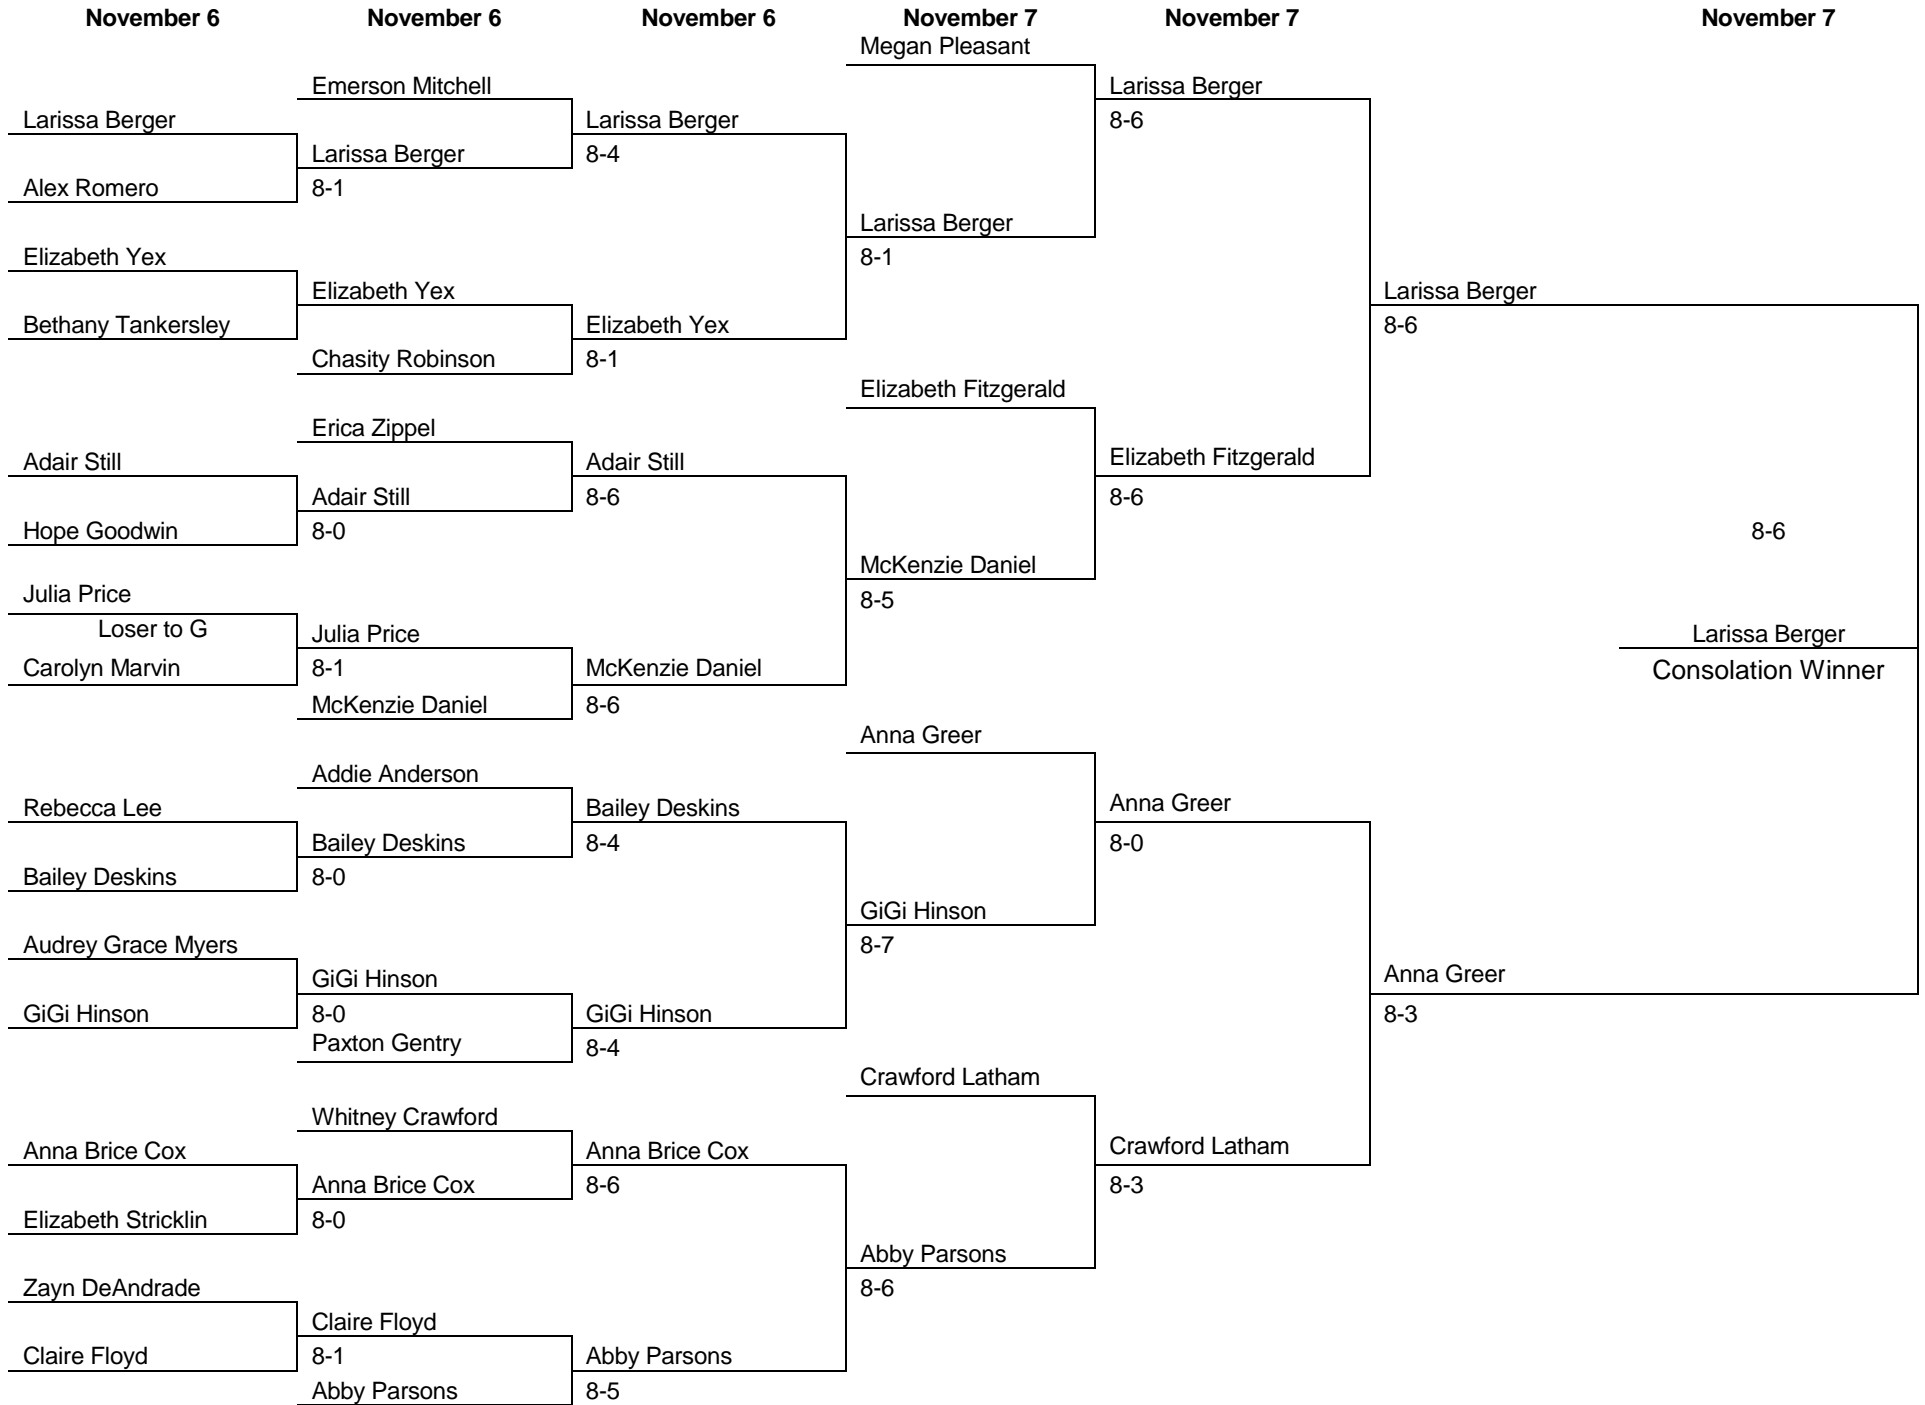 November 6 November 6 November 6 November 7 November 7 November 7
Megan Pleasant
Emerson Mitchell Larissa Berger
Larissa Berger Larissa Berger 8-6
Larissa Berger 8-4
Alex Romero 8-1
Larissa Berger
Elizabeth Yex 8-1
Elizabeth Yex Larissa Berger
Bethany Tankersley Elizabeth Yex 8-6
Chasity Robinson 8-1
Elizabeth Fitzgerald
Erica Zippel
Adair Still Adair Still Elizabeth Fitzgerald
Adair Still 8-6 8-6
Hope Goodwin 8-0 8-6
McKenzie Daniel
Julia Price 8-5
Loser to G Julia Price Larissa Berger
Carolyn Marvin 8-1 McKenzie Daniel Consolation Winner
McKenzie Daniel 8-6
Anna Greer
Addie Anderson
Rebecca Lee Bailey Deskins Anna Greer
Bailey Deskins 8-4 8-0
Bailey Deskins 8-0
GiGi Hinson
Audrey Grace Myers 8-7
GiGi Hinson Anna Greer
GiGi Hinson 8-0 GiGi Hinson 8-3
Paxton Gentry 8-4
Crawford Latham
Whitney Crawford
Anna Brice Cox Anna Brice Cox Crawford Latham
Anna Brice Cox 8-6 8-3
Elizabeth Stricklin 8-0
Abby Parsons
Zayn DeAndrade 8-6
Claire Floyd
Claire Floyd 8-1 Abby Parsons
Abby Parsons 8-5